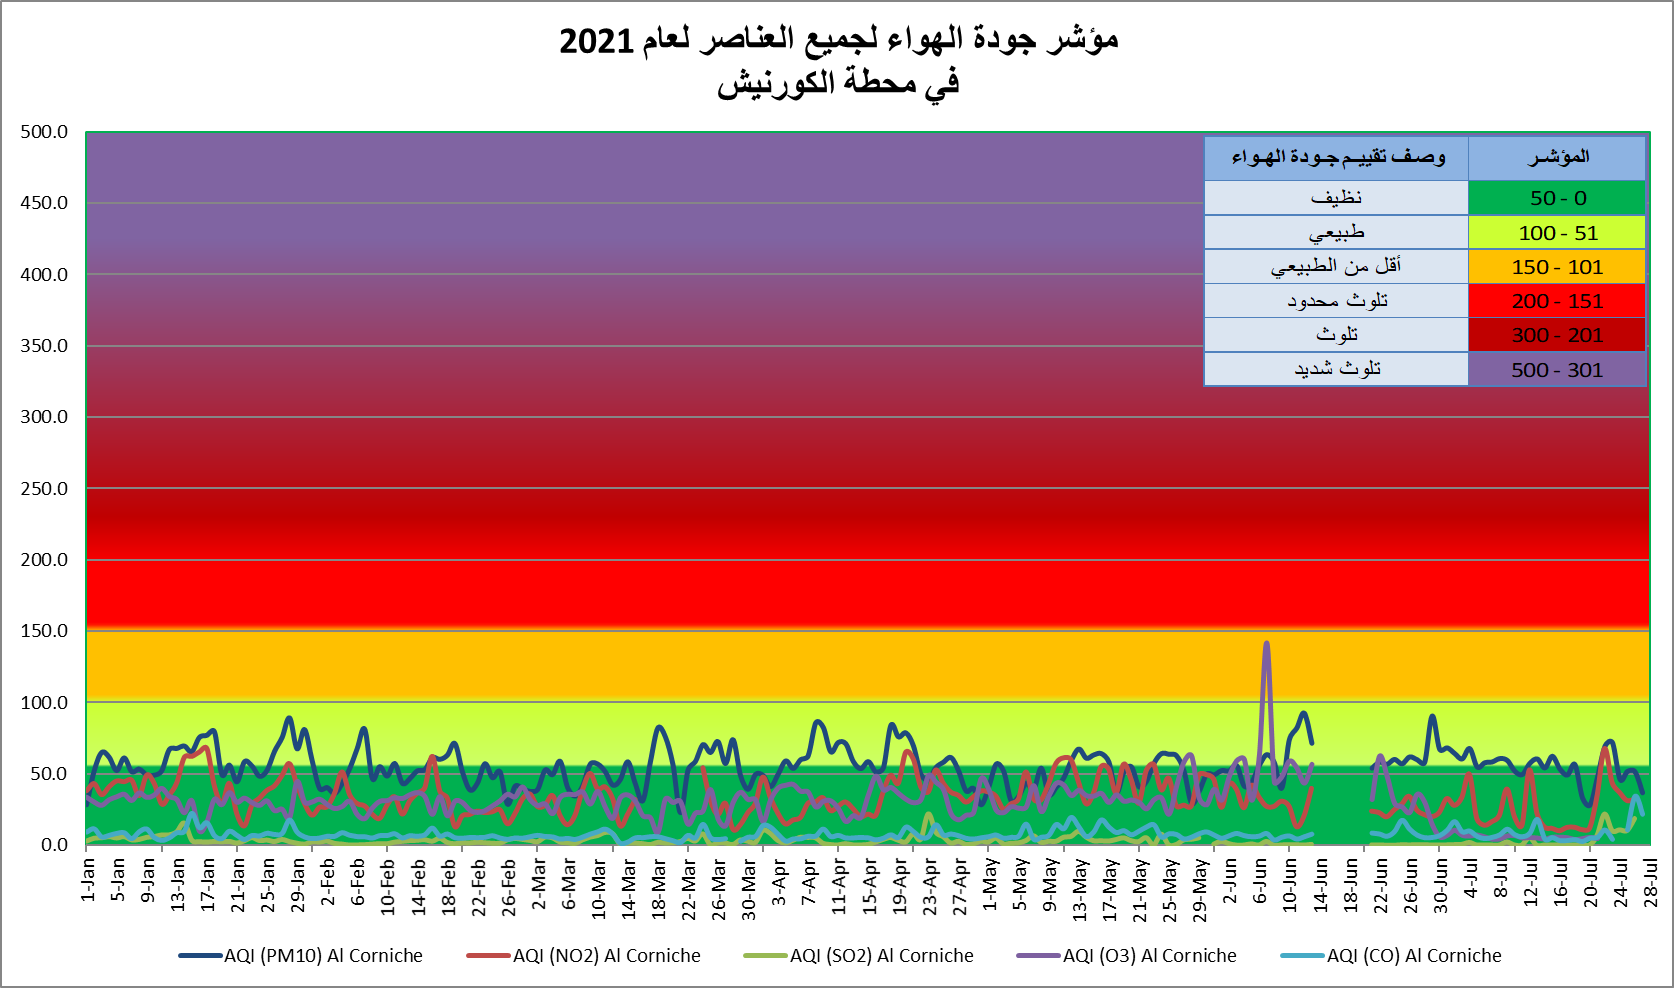 مؤشر جودة الهواء لجميع العناصر لعام 2021
في محطة الكورنيش
المؤشـر وصـف تقييـم جـودة الهـواء
0 - 50 نظيف
51 - 100 طبيعي
101 - 150 أقل من الطبيعي
151 - 200 تلوث محدود
201 - 300 تلوث
301 - 500 تلوث شديد
500.0
450.0
400.0
350.0
300.0
250.0
200.0
150.0
100.0
50.0
0.0
1-Jan 5-Jan 9-Jan 13-Jan 17-Jan 21-Jan 25-Jan 29-Jan 2-Feb 6-Feb 10-Feb 14-Feb 18-Feb 22-Feb 26-Feb 2-Mar 6-Mar 10-Mar 14-Mar 18-Mar 22-Mar 26-Mar 30-Mar 3-Apr 7-Apr 11-Apr 15-Apr 19-Apr 23-Apr 27-Apr 1-May 5-May 9-May 13-May 17-May 21-May 25-May 29-May 2-Jun 6-Jun 10-Jun 14-Jun 18-Jun 22-Jun 26-Jun 30-Jun 4-Jul 8-Jul 12-Jul 16-Jul 20-Jul 24-Jul 28-Jul
AQI (PM10) Al Corniche AQI (NO2) Al Corniche AQI (SO2) Al Corniche AQI (O3) Al Corniche AQI (CO) Al Corniche